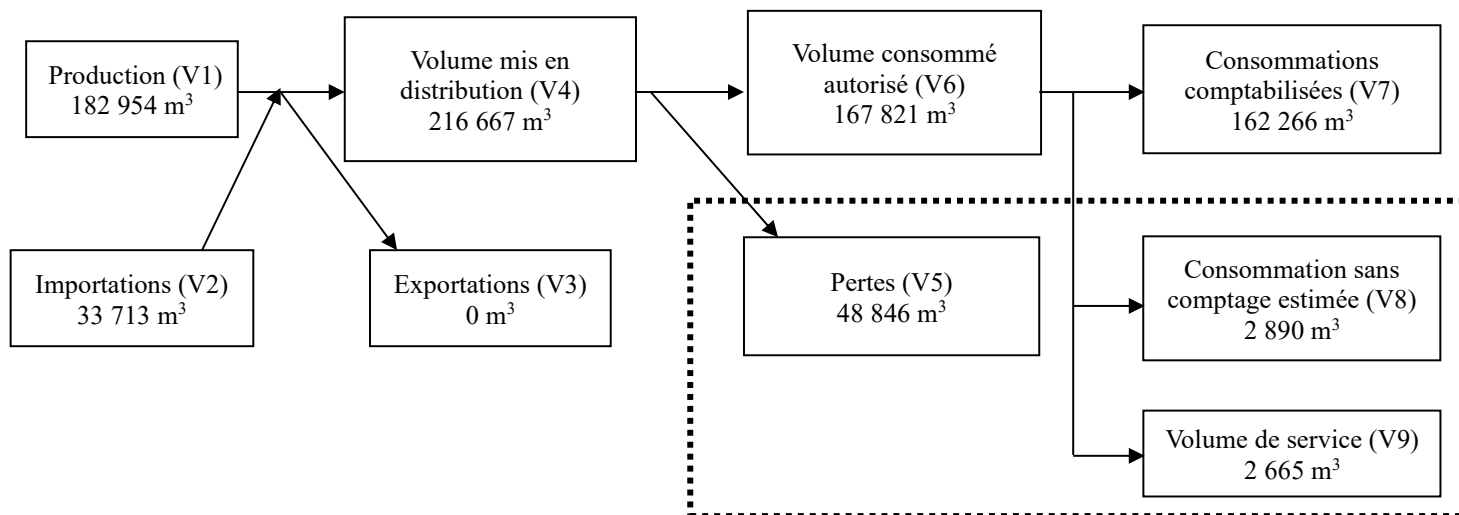 Production (V1)
182 954 m³
Volume mis en
distribution (V4)
216 667 m³
Volume consommé
autorisé (V6)
167 821 m³
Consommations
comptabilisées (V7)
162 266 m³
Importations (V2)
33 713 m³
Exportations (V3)
0 m³
Pertes (V5)
48 846 m³
Consommation sans
comptage estimée (V8)
2 890 m³
Volume de service (V9)
2 665 m³